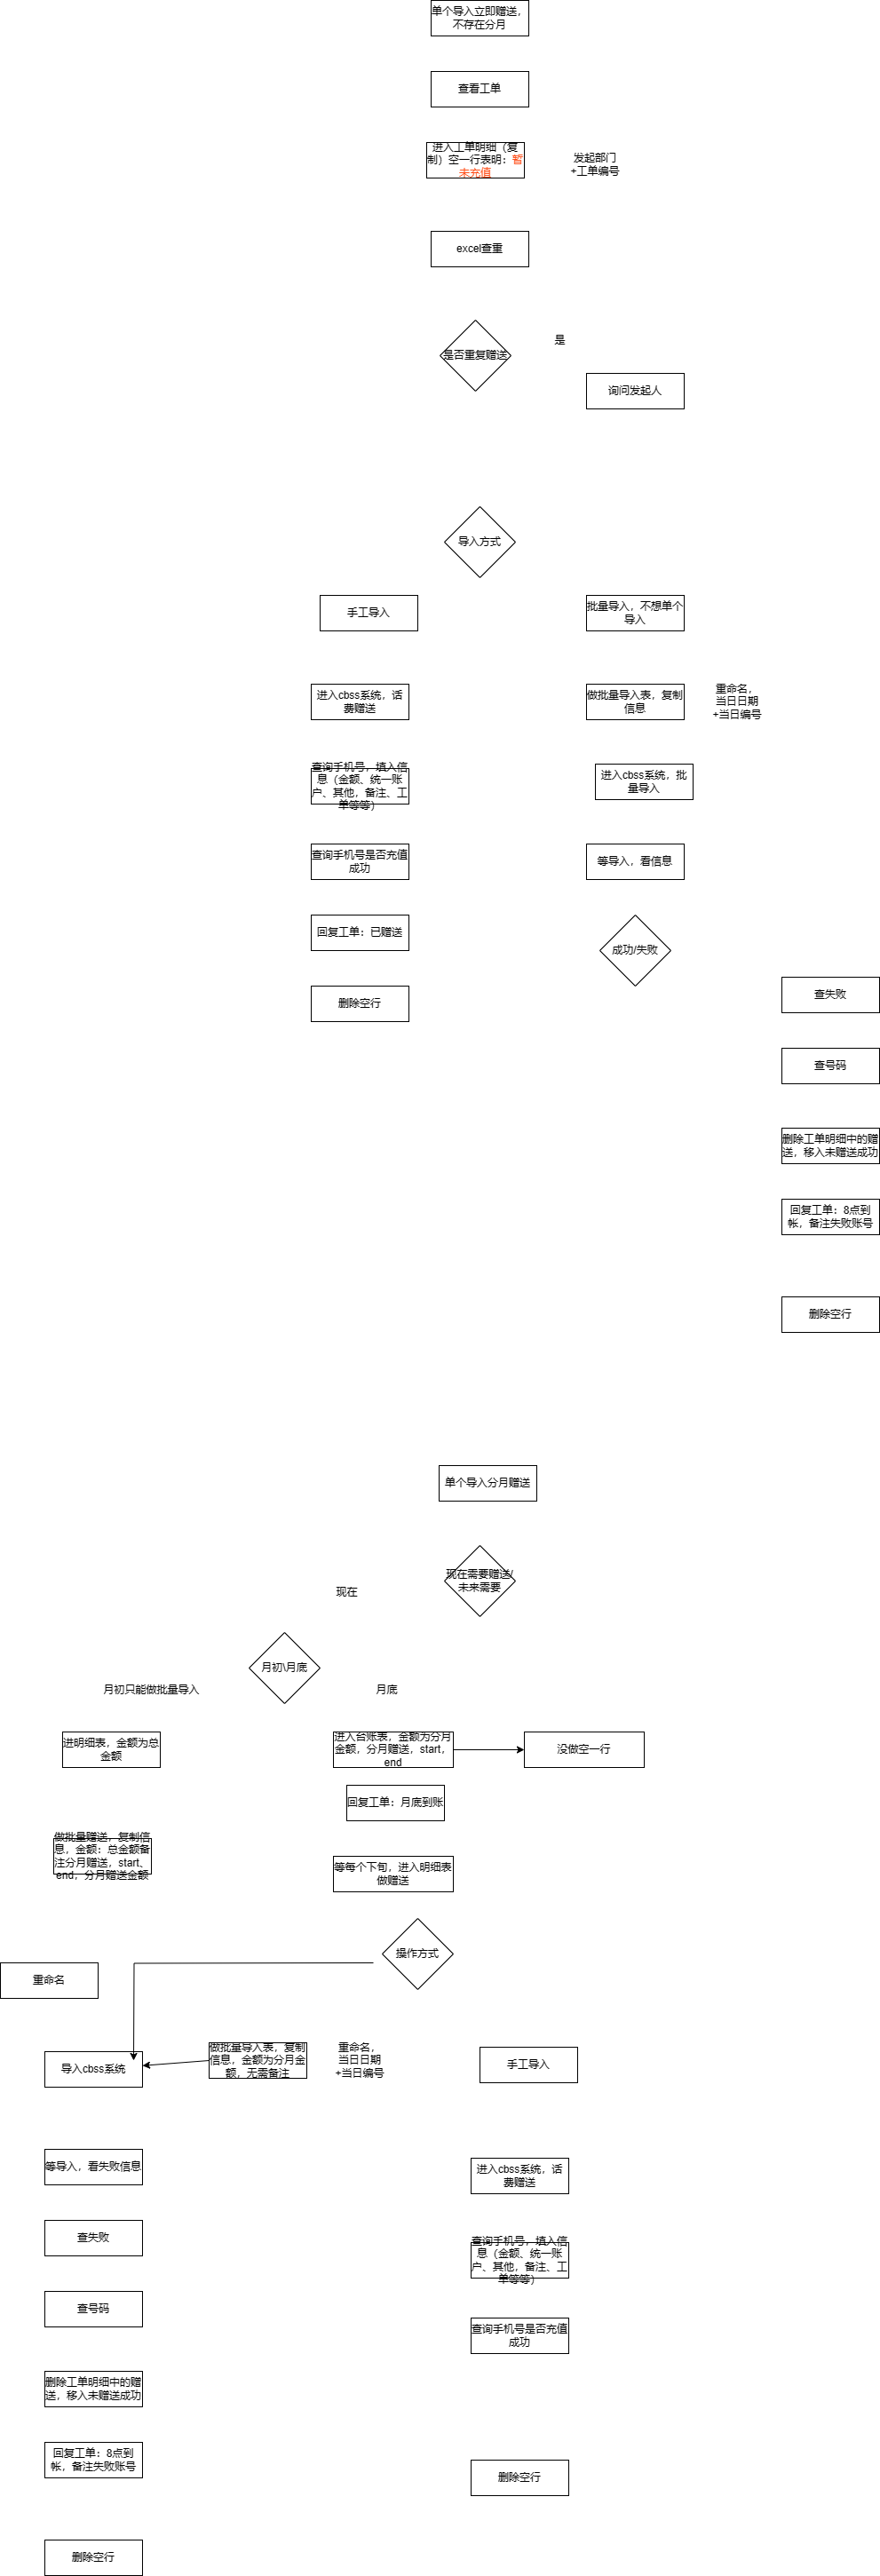 单个导入立即赠送，
不存在分月
查看工单
进入工单明细（复
制）空一行表明：暂
未充值
发起部门
+工单编号
excel查重
是否重复赠送
是
询问发起人
导入方式
手工导入
批量导入，不想单个
导入
进入cbss系统，话
费赠送
做批量导入表，复制
信息
重命名，
当日日期
+当日编号
查询手机号，填入信
息（金额、统一账
户、其他，备注、工
单等等）
进入cbss系统，批
量导入
查询手机号是否充值
成功
等导入，看信息
回复工单：已赠送
成功/失败
删除空行
查失败
查号码
删除工单明细中的赠
送，移入未赠送成功
回复工单：8点到
帐，备注失败账号
删除空行
单个导入分月赠送
现在需要赠送/
未来需要
现在
月初\月底
月初只能做批量导入
月底
进明细表，金额为总
金额
进入台账表，金额为分月
金额，分月赠送，start，
end
没做空一行
回复工单：月底到账
做批量赠送，复制信
息，金额：总金额备
注分月赠送，start、
end，分月赠送金额
等每个下旬，进入明细表
做赠送
操作方式
重命名
导入cbss系统
做批量导入表，复制
信息，金额为分月金
额，无需备注
重命名，
当日日期
+当日编号
手工导入
等导入，看失败信息
进入cbss系统，话
费赠送
查失败
查询手机号，填入信
息（金额、统一账
户、其他，备注、工
单等等）
查号码
查询手机号是否充值
成功
删除工单明细中的赠
送，移入未赠送成功
回复工单：8点到
帐，备注失败账号
删除空行
删除空行